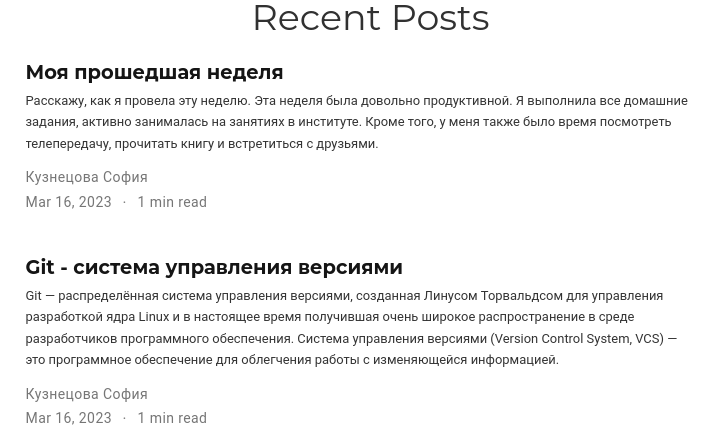 Recent Posts
Моя прошедшая неделя
Расскажу, как я провела эту неделю. Эта неделя была довольно продуктивной. Я выполнила все домашние
задания, активно занималась на занятиях в институте. Кроме того, у меня также было время посмотреть
телепередачу, прочитать книгу и встретиться с друзьями.
Кузнецова София
Mar 16, 2023 · 1 min read
Git - система управления версиями
Git — распределённая система управления версиями, созданная Линусом Торвальдсом для управления
разработкой ядра Linux и в настоящее время получившая очень широкое распространение в среде
разработчиков программного обеспечения. Система управления версиями (Version Control System, VCS) —
это программное обеспечение для облегчения работы с изменяющейся информацией.
Кузнецова София
Mar 16, 2023 · 1 min read